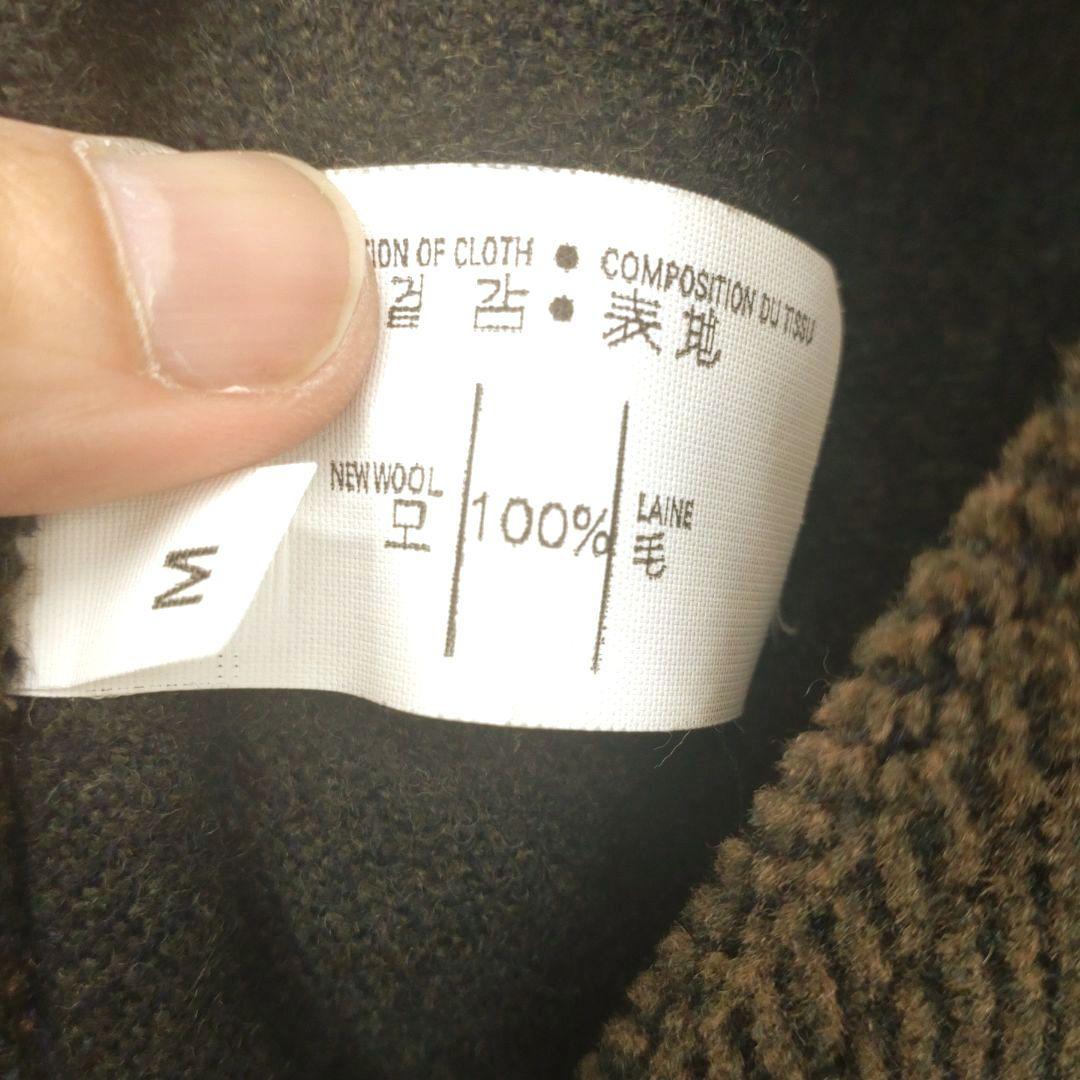 ION OF CLOTH • COMPOSITION DU TISSU
겉 감 : 表地
NEW WOOL 100% LAINE
모 毛
M